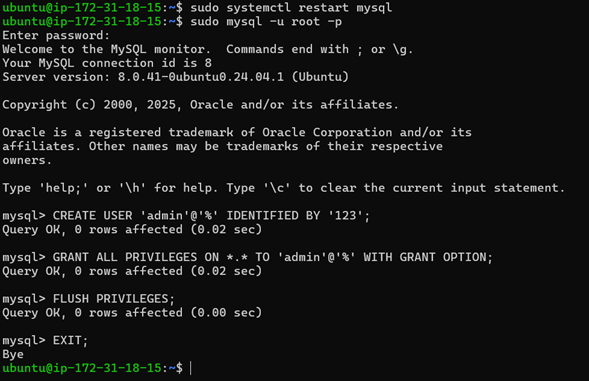 ubuntu@ip-172-31-18-15:~$ sudo systemctl restart mysql
ubuntu@ip-172-31-18-15:~$ sudo mysql -u root -p
Enter password:
Welcome to the MySQL monitor.  Commands end with ; or \g.
Your MySQL connection id is 8
Server version: 8.0.41-0ubuntu0.24.04.1 (Ubuntu)
Copyright (c) 2000, 2025, Oracle and/or its affiliates.
Oracle is a registered trademark of Oracle Corporation and/or its
affiliates. Other names may be trademarks of their respective
owners.
Type 'help;' or '\h' for help. Type '\c' to clear the current input statement.
mysql> CREATE USER 'admin'@'%' IDENTIFIED BY '123';
Query OK, 0 rows affected (0.02 sec)
mysql> GRANT ALL PRIVILEGES ON *.* TO 'admin'@'%' WITH GRANT OPTION;
Query OK, 0 rows affected (0.02 sec)
mysql> FLUSH PRIVILEGES;
Query OK, 0 rows affected (0.00 sec)
mysql> EXIT;
Bye
ubuntu@ip-172-31-18-15:~$